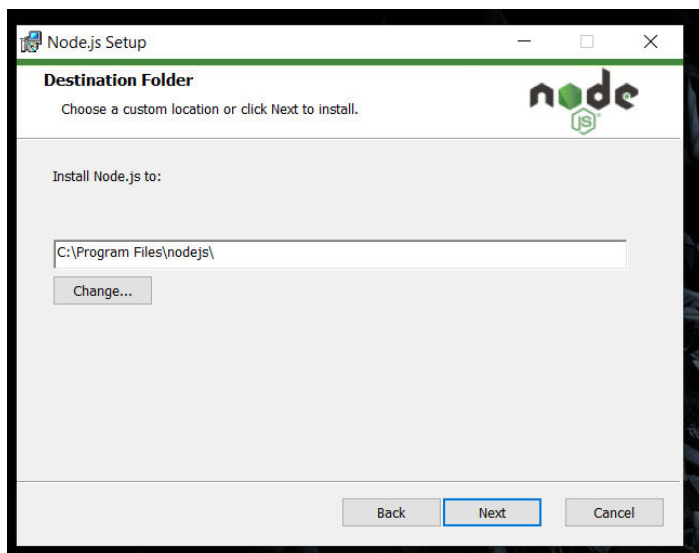 Node.js Setup
Destination Folder
Choose a custom location or click Next to install.
node
JS
Install Node.js to:
C:\Program Files\nodejs\
Change...
Back Next Cancel